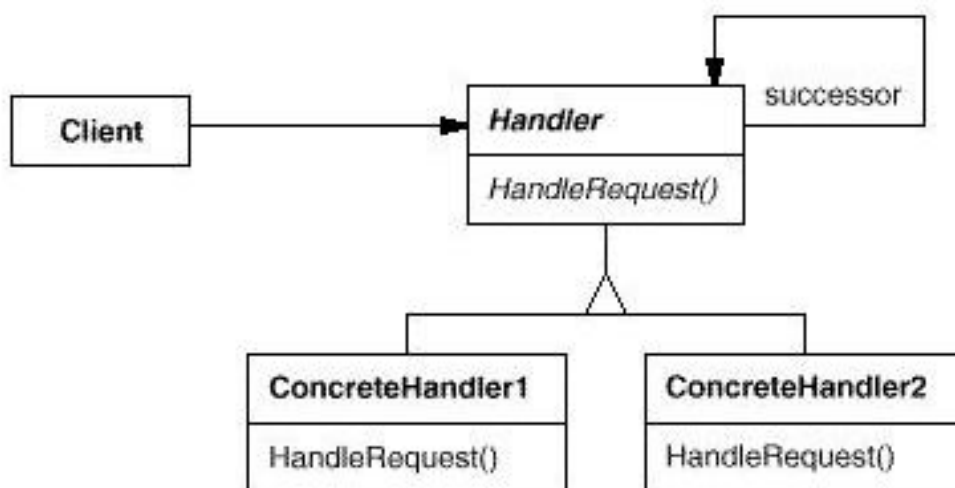 Client
Handler
successor
HandleRequest()
ConcreteHandler1
ConcreteHandler2
HandleRequest()
HandleRequest()